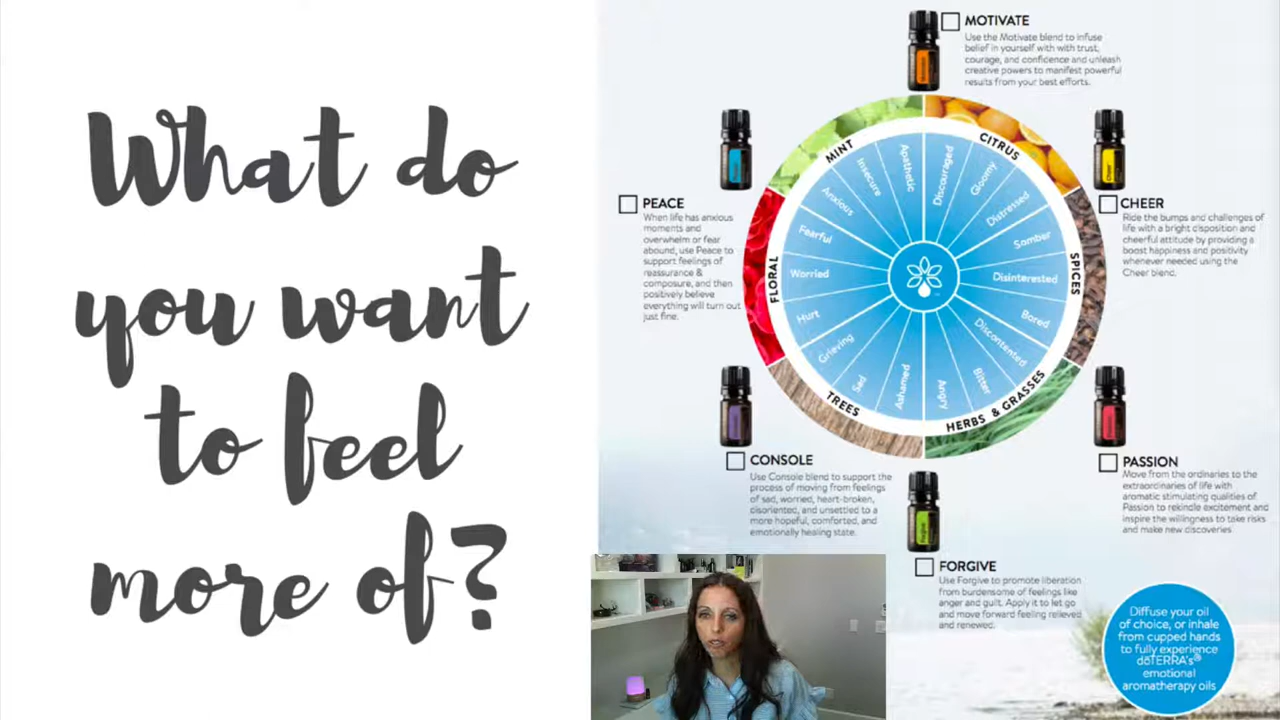 What do
you want
to feel
more of?
MOTIVATE
Use the Motivate blend to infuse
belief in yourself with with trust,
courage, and confidence and unleash
creative powers to manifest powerful
results from your best efforts.
PEACE
When life has anxious
moments and
overwhelm or fear
abound, use Peace to
support feelings of
reassurance &
composure, and then
positively believe
everything will turn out
just fine.
CHEER
Ride the bumps and challenges of
life with a bright disposition and
cheerful attitude by providing a
boost happiness and positivity
whenever needed using the
Cheer blend.
MINT
CITRUS
SPICES
HERBS & GRASSES
TREES
FLORAL
Discouraged
Gloomy
Distressed
Somber
Disinterested
Bored
Discontented
Bitter
Angry
Ashamed
Sad
Grieving
Hurt
Worried
Fearful
Anxious
Insecure
Apathetic
Cheer
CONSOLE
Use Console blend to support the
process of moving from feelings
of sad, worried, heart-broken,
disoriented, and unsettled to a
more hopeful, comforted, and
emotionally healing state.
PASSION
Move from the ordinaries to the
extraordinaries of life with
aromatic stimulating qualities of
Passion to rekindle excitement and
inspire the willingness to take risks
and make new discoveries
FORGIVE
Use Forgive to promote liberation
from burdensome of feelings like
anger and guilt. Apply it to let go
and move forward feeling relieved
and renewed.
Diffuse your oil
of choice, or inhale
from cupped hands
to fully experience
dōTERRA's®
emotional
aromatherapy oils